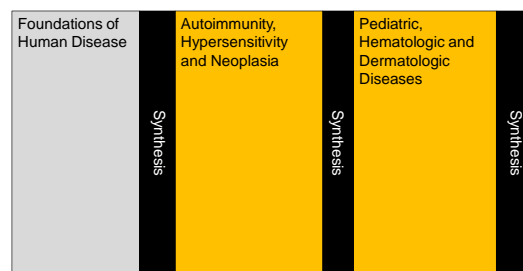 Foundations of
Human Disease
Synthesis
Autoimmunity,
Hypersensitivity
and Neoplasia
Synthesis
Pediatric,
Hematologic and
Dermatologic
Diseases
Synthesis